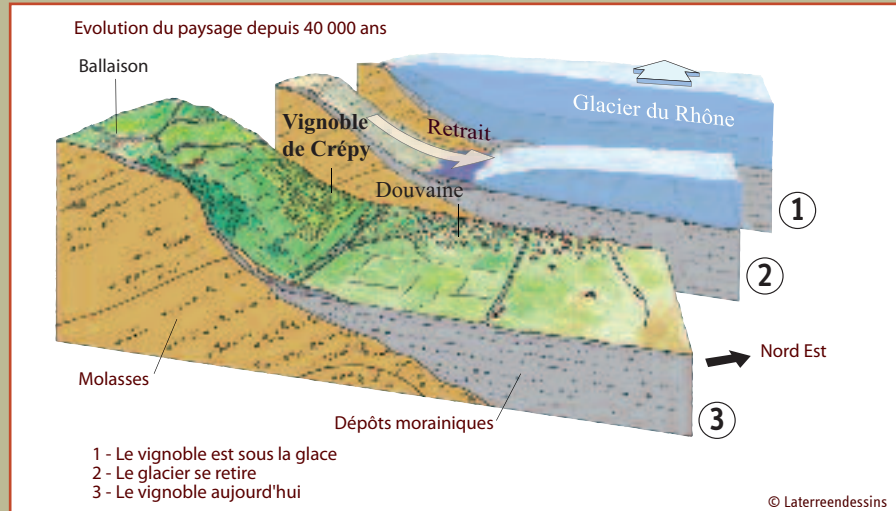 Evolution du paysage depuis 40 000 ans
Ballaison
Glacier du Rhône
Vignoble
de Crépy
Retrait
Douvaine
1
2
Nord Est
Molasses
Dépôts morainiques
3
1 - Le vignoble est sous la glace
2 - Le glacier se retire
3 - Le vignoble aujourd'hui
© Laterreendessins